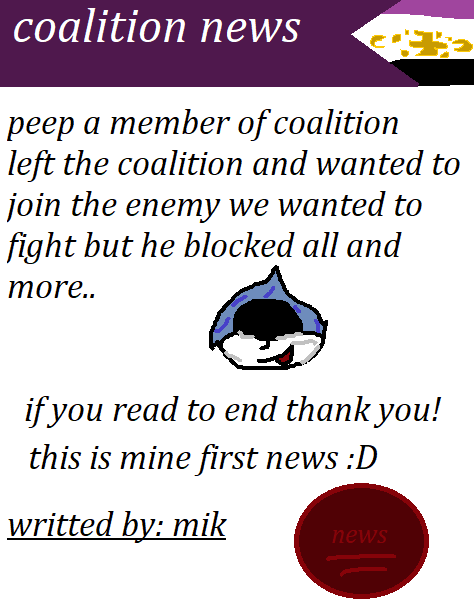 coalition news
peep a member of coalition
left the coalition and wanted to
join the enemy we wanted to
fight but he blocked all and
more..
if you read to end thank you!
this is mine first news :D
writted by: mik
news